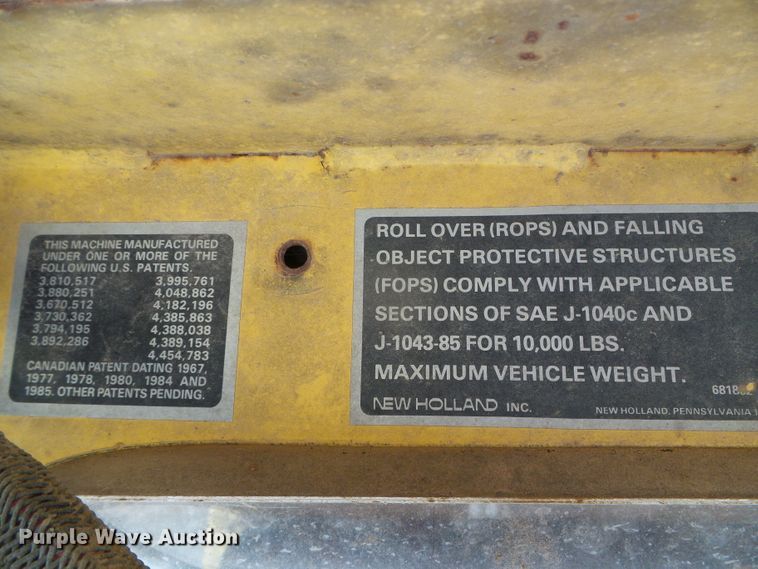 THIS MACHINE MANUFACTURED
UNDER ONE OR MORE OF THE
FOLLOWING U.S. PATENTS.
3,810,517 3,995,761
3,880,251 4,048,862
3,670,512 4,182,196
3,730,362 4,385,863
3,794,195 4,388,038
3,892,286 4,389,154
4,454,783
CANADIAN PATENT DATING 1967,
1977, 1978, 1980, 1984 AND
1985. OTHER PATENTS PENDING.
ROLL OVER (ROPS) AND FALLING
OBJECT PROTECTIVE STRUCTURES
(FOPS) COMPLY WITH APPLICABLE
SECTIONS OF SAE J-1040c AND
J-1043-85 FOR 10,000 LBS.
MAXIMUM VEHICLE WEIGHT.
NEW HOLLAND INC.
NEW HOLLAND, PENNSYLVANIA
Purple Wave Auction